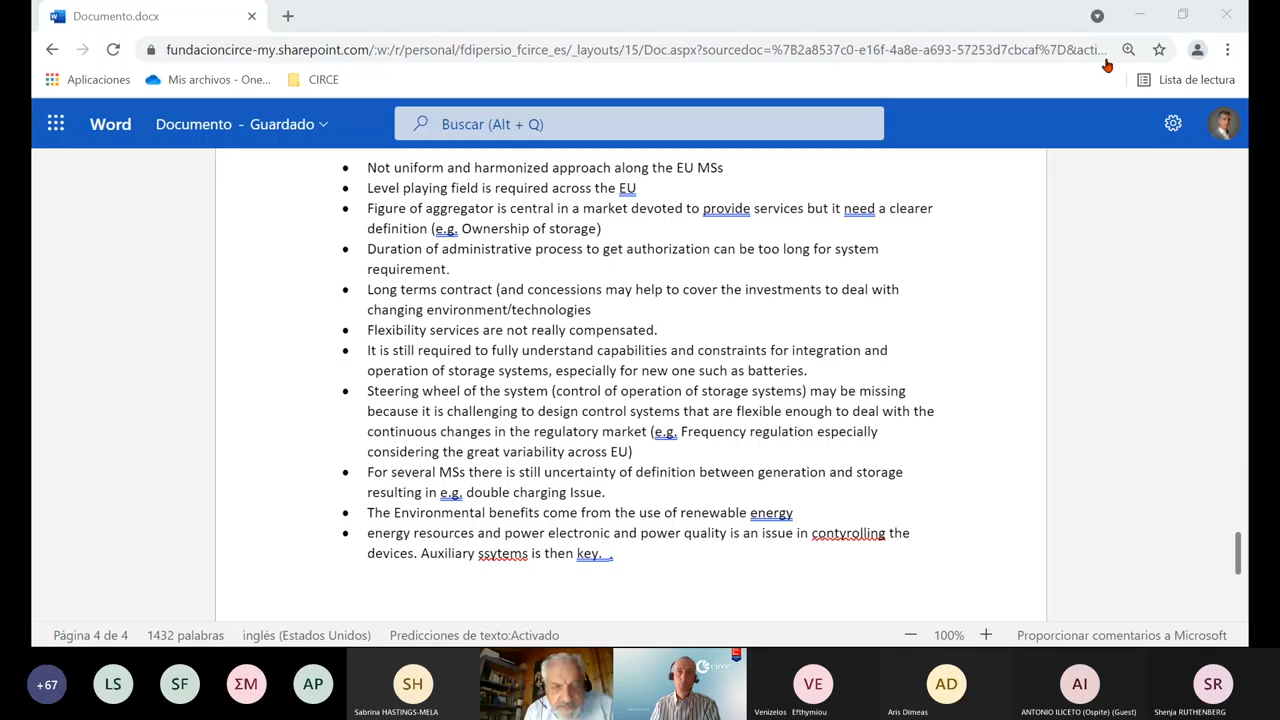 Documento.docx
fundacioncirce-my.sharepoint.com/:w:/r/personal/fdipersio_fcirce_es/_layouts/15/Doc.aspx?sourcedoc=%7B2a8537c0-e16f-4a8e-a693-57253d7cbcaf%7D&acti...
Aplicaciones Mis archivos - One... CIRCE Lista de lectura
Word Documento - Guardado Buscar (Alt + Q)
• Not uniform and harmonized approach along the EU MSs
• Level playing field is required across the EU
• Figure of aggregator is central in a market devoted to provide services but it need a clearer
definition (e.g. Ownership of storage)
• Duration of administrative process to get authorization can be too long for system
requirement.
• Long terms contract (and concessions may help to cover the investments to deal with
changing environment/technologies
• Flexibility services are not really compensated.
• It is still required to fully understand capabilities and constraints for integration and
operation of storage systems, especially for new one such as batteries.
• Steering wheel of the system (control of operation of storage systems) may be missing
because it is challenging to design control systems that are flexible enough to deal with the
continuous changes in the regulatory market (e.g. Frequency regulation especially
considering the great variability across EU)
• For several MSs there is still uncertainty of definition between generation and storage
resulting in e.g. double charging Issue.
• The Environmental benefits come from the use of renewable energy
• energy resources and power electronic and power quality is an issue in contyrolling the
devices. Auxiliary ssytems is then key. .
Página 4 de 4 1432 palabras inglés (Estados Unidos) Predicciones de texto:Activado 100% Proporcionar comentarios a Microsoft
+67 LS SF ΣM AP SH circe VE AD AI SR
Sabrina HASTINGS-MELA Venizelos Efthymiou Aris Dimeas ANTONIO ILICETO (Ospite) (Guest) Shenja RUTHENBERG